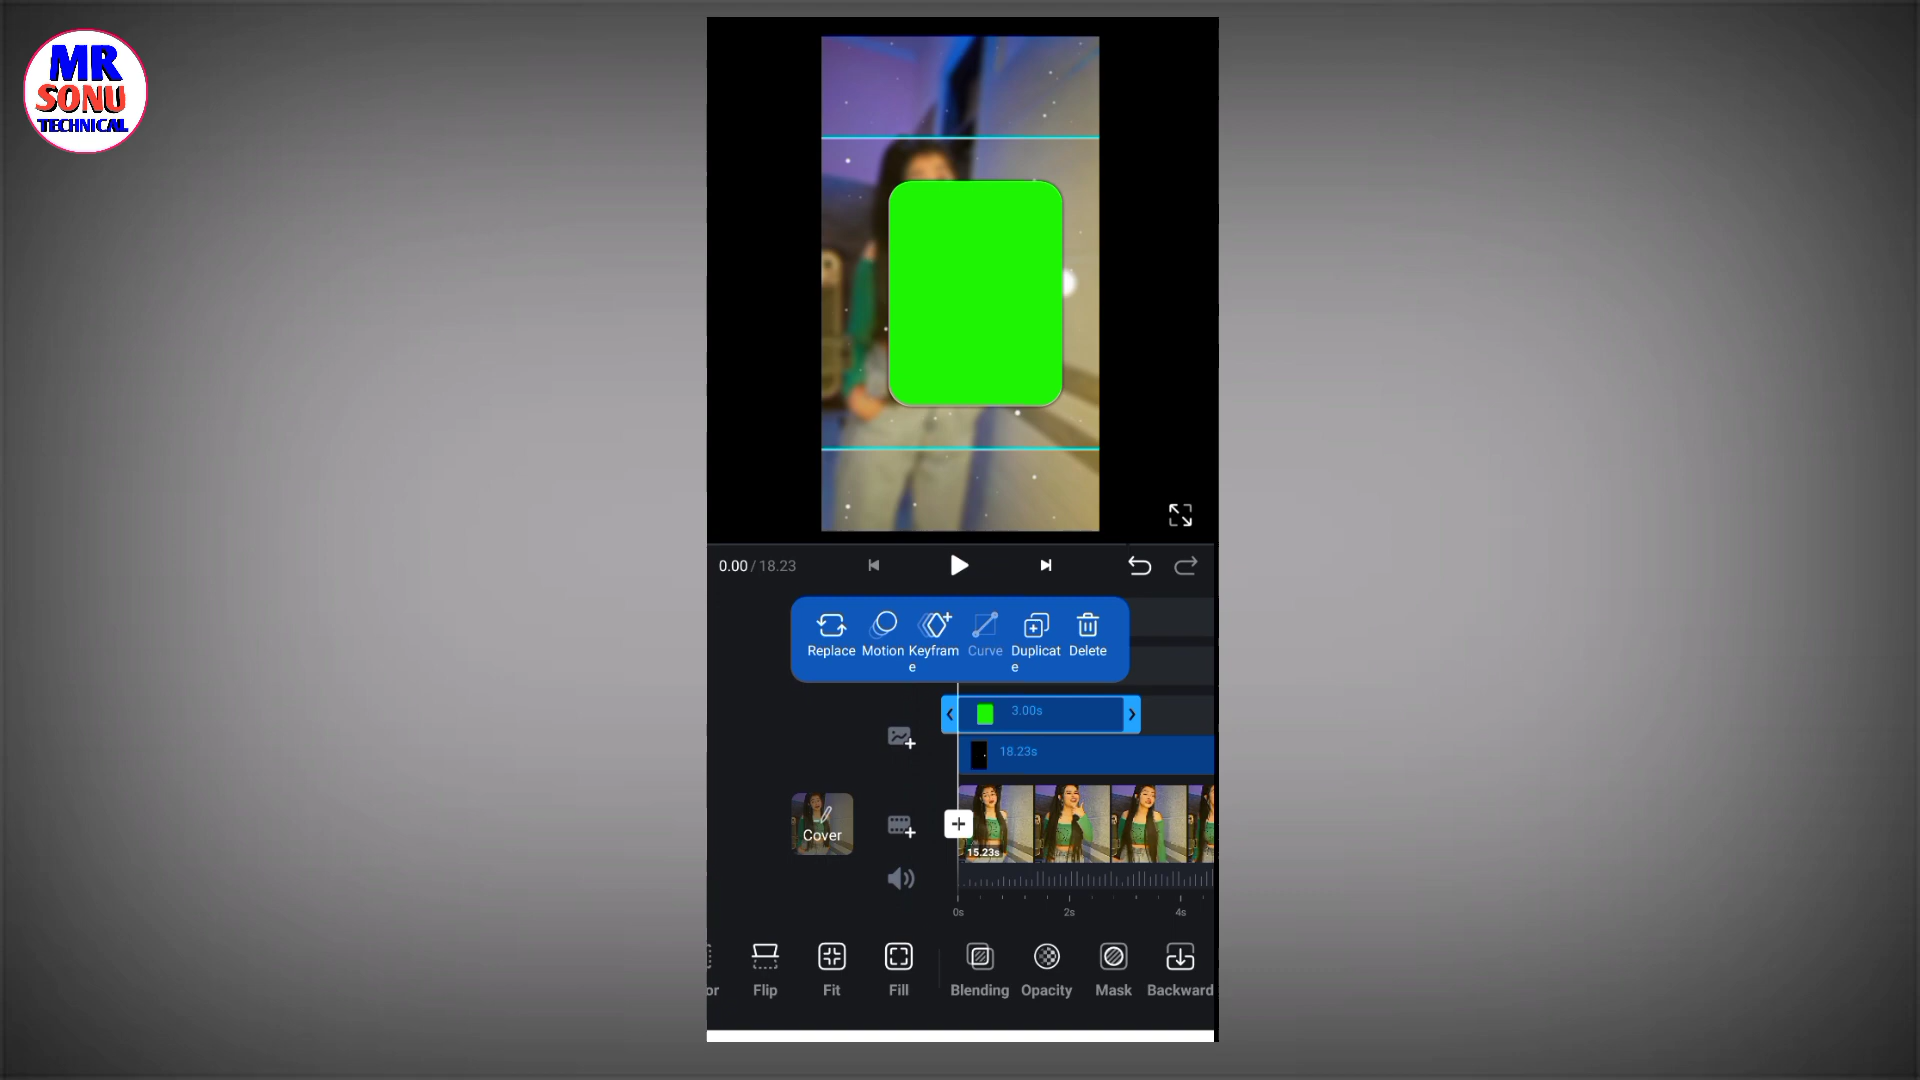 MR
SONU
TECHNICAL
0.00 / 18.23
Replace Motion Keyfram
e Curve Duplicat
e Delete
3.00s
18.23s
Cover
15.23s
0s 2s 4s
or Flip Fit Fill Blending Opacity Mask Backward